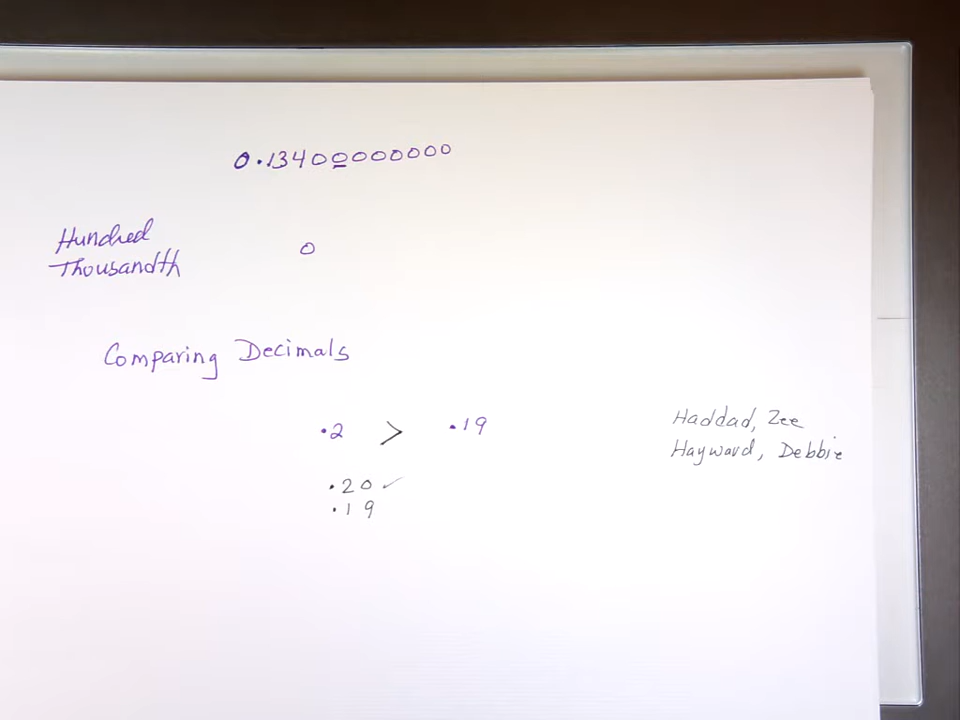 0.13400000000
Hundred
Thousandth
0
Comparing Decimals
.2 > .19
Haddad, Zee
Hayward, Debbie
.20 ✓
.19